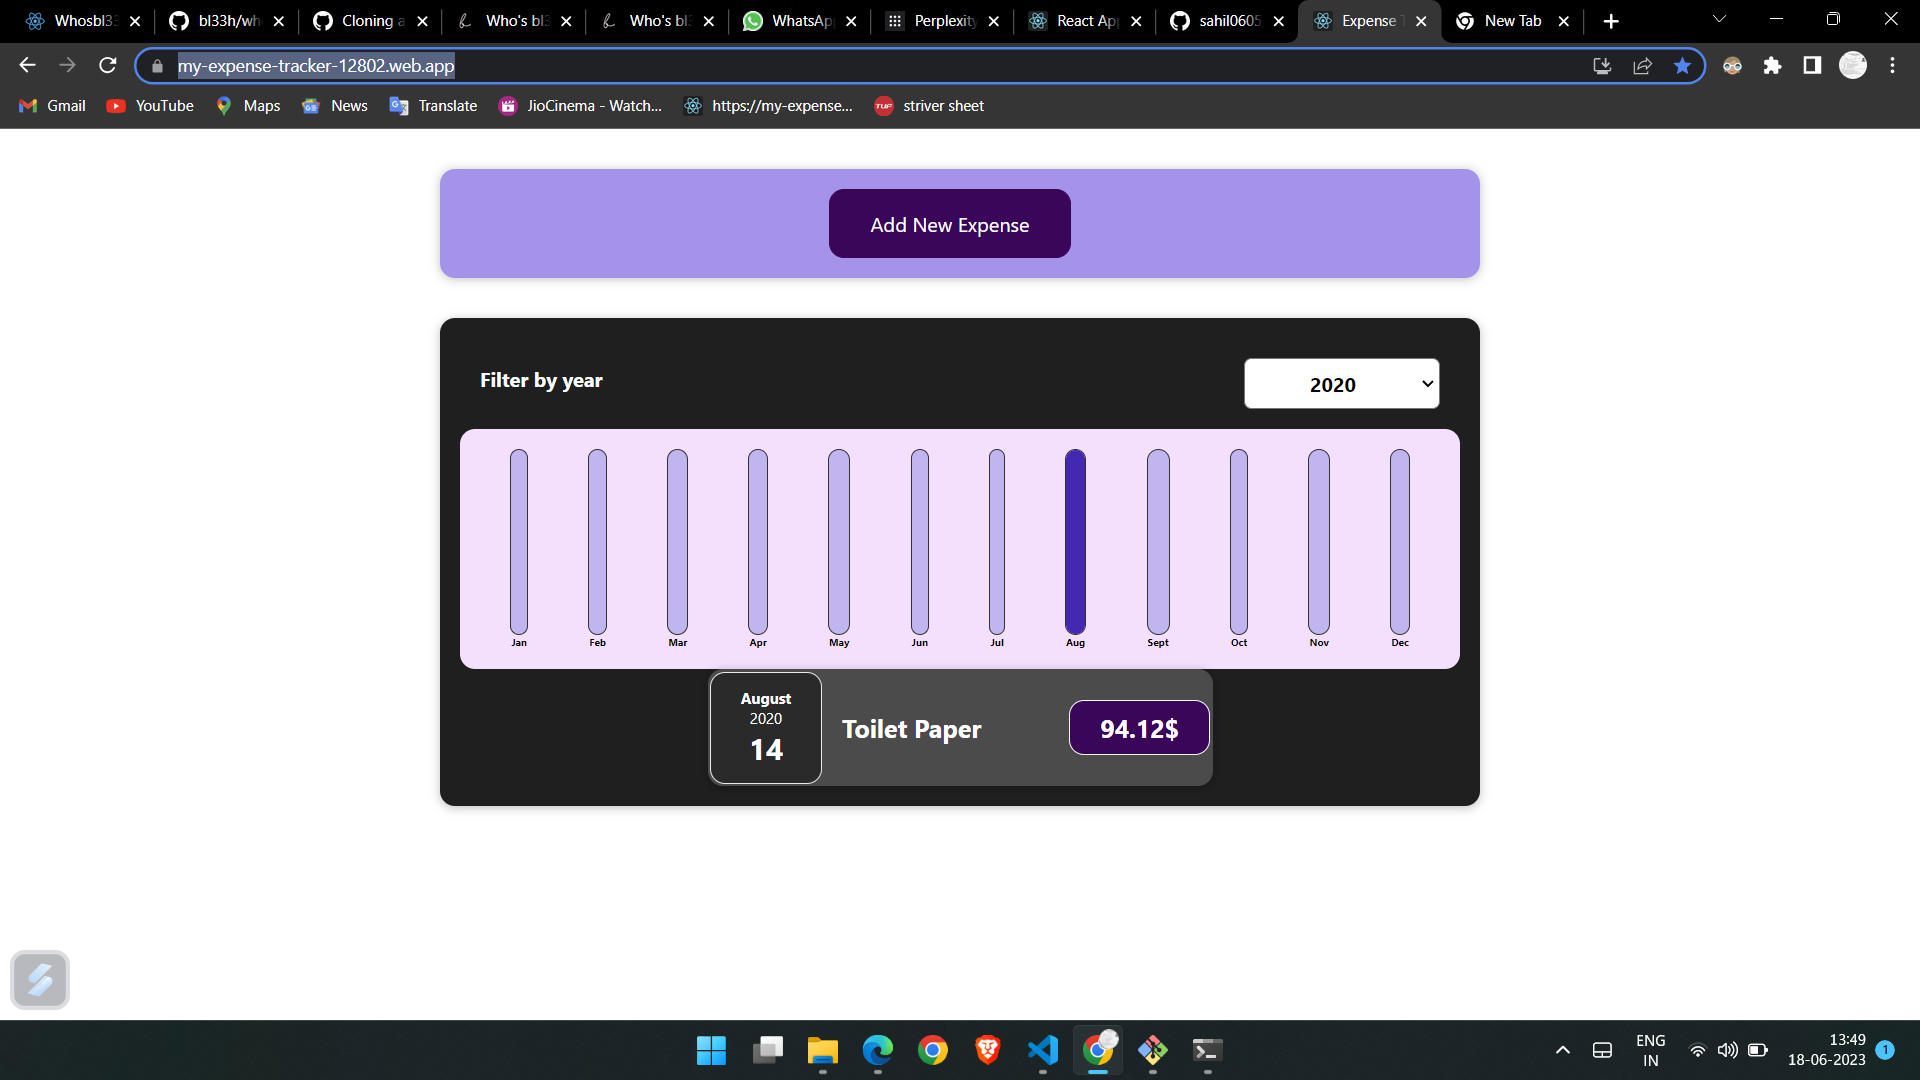 Whosbl33 bl33h/wh Cloning a Who's bl3 Who's bl3 WhatsApp Perplexity React Ap sahil0605 Expense T New Tab
my-expense-tracker-12802.web.app
Gmail YouTube Maps News Translate JioCinema - Watch... https://my-expense... striver sheet
Add New Expense
Filter by year
2020
Jan Feb Mar Apr May Jun Jul Aug Sept Oct Nov Dec
August
2020
14
Toilet Paper
94.12$
ENG
IN
13:49
18-06-2023
1